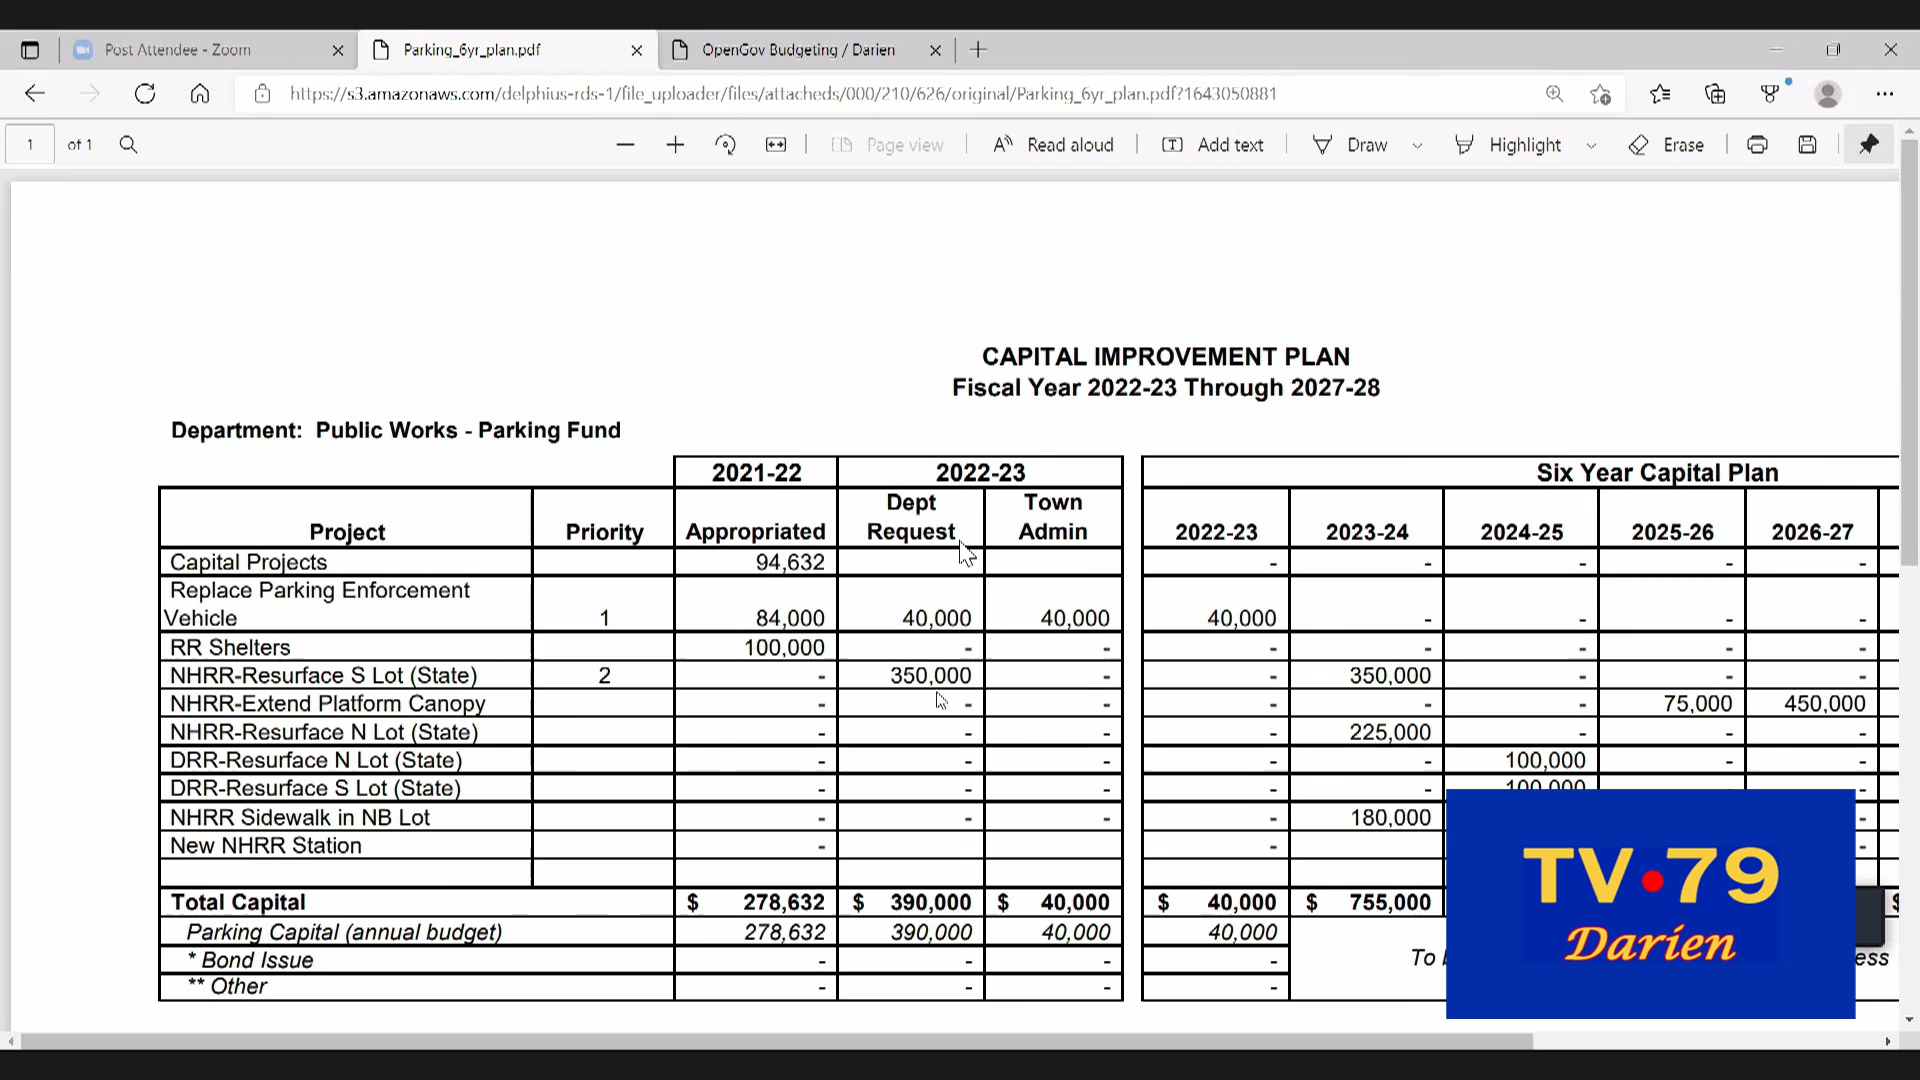 Post Attendee - Zoom
Parking_6yr_plan.pdf
OpenGov Budgeting / Darien
https://s3.amazonaws.com/delphius-rds-1/file_uploader/files/attacheds/000/210/626/original/Parking_6yr_plan.pdf?1643050881
1 of 1 Page view Read aloud Add text Draw Highlight Erase
CAPITAL IMPROVEMENT PLAN
Fiscal Year 2022-23 Through 2027-28
Department: Public Works - Parking Fund
2021-22 2022-23 Six Year Capital Plan
Project Priority Appropriated Dept Request Town Admin 2022-23 2023-24 2024-25 2025-26 2026-27
Capital Projects 94,632 - - - - -
Replace Parking Enforcement
Vehicle 1 84,000 40,000 40,000 40,000 - - - -
RR Shelters 100,000 - - - - - - -
NHRR-Resurface S Lot (State) 2 - 350,000 - - 350,000 - - -
NHRR-Extend Platform Canopy - - - - - - 75,000 450,000
NHRR-Resurface N Lot (State) - - - - 225,000 - - -
DRR-Resurface N Lot (State) - - - - - 100,000 - -
DRR-Resurface S Lot (State) - - - - - 100,000 - -
NHRR Sidewalk in NB Lot - - - - 180,000 -
New NHRR Station - - -
Total Capital $ 278,632 $ 390,000 $ 40,000 $ 40,000 $ 755,000 $
Parking Capital (annual budget) 278,632 390,000 40,000 40,000
* Bond Issue - - - - To b ess
** Other - - - -
TV•79
Darien